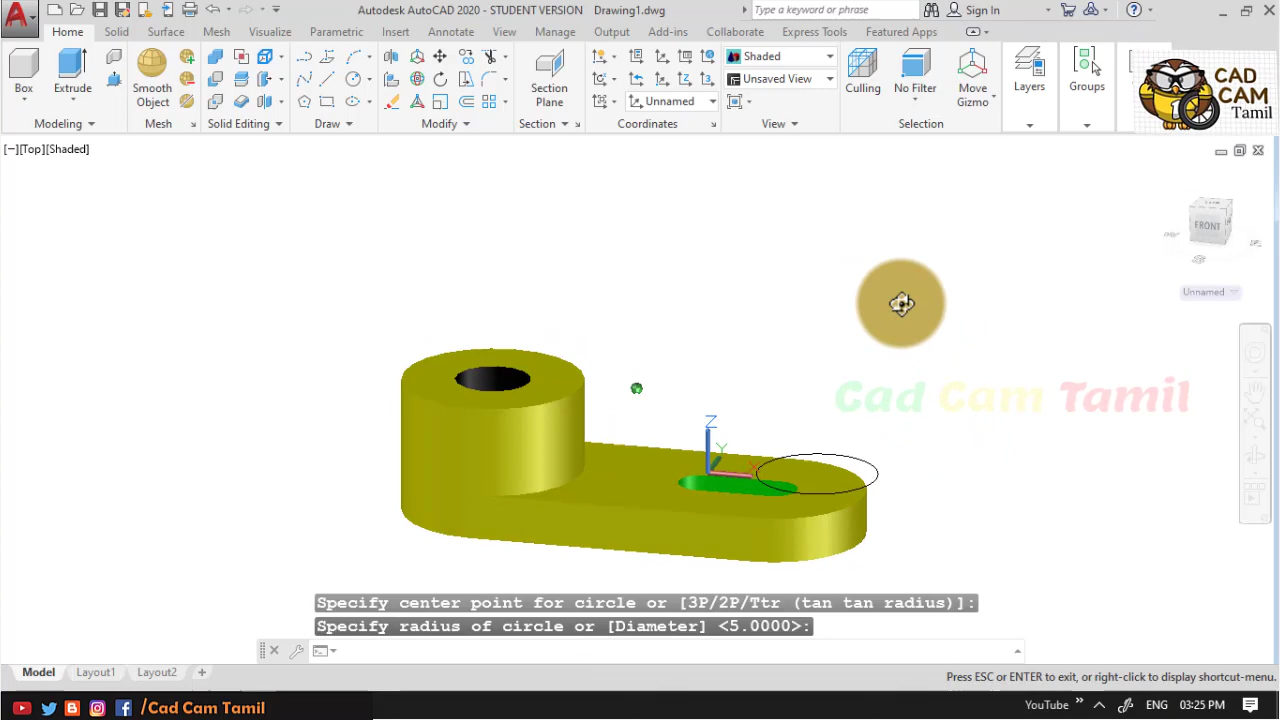 Autodesk AutoCAD 2020 - STUDENT VERSION Drawing1.dwg
Type a keyword or phrase
Sign In
Home Solid Surface Mesh Visualize Parametric Insert Annotate View Manage Output Add-ins Collaborate Express Tools Featured Apps
Shaded
Unsaved View
Unnamed
Box Extrude Smooth Object Section Plane Culling No Filter Move Gizmo Layers Groups
Modeling Mesh Solid Editing Draw Modify Section Coordinates View Selection
CAD
CAM
Tamil
[−][Top][Shaded]
FRONT
Unnamed
Cad Cam Tamil
Z
Y
X
Specify center point for circle or [3P/2P/Ttr (tan tan radius)]:
Specify radius of circle or [Diameter] <5.0000>:
Model Layout1 Layout2 +
Press ESC or ENTER to exit, or right-click to display shortcut-menu.
/Cad Cam Tamil
YouTube ENG 03:25 PM